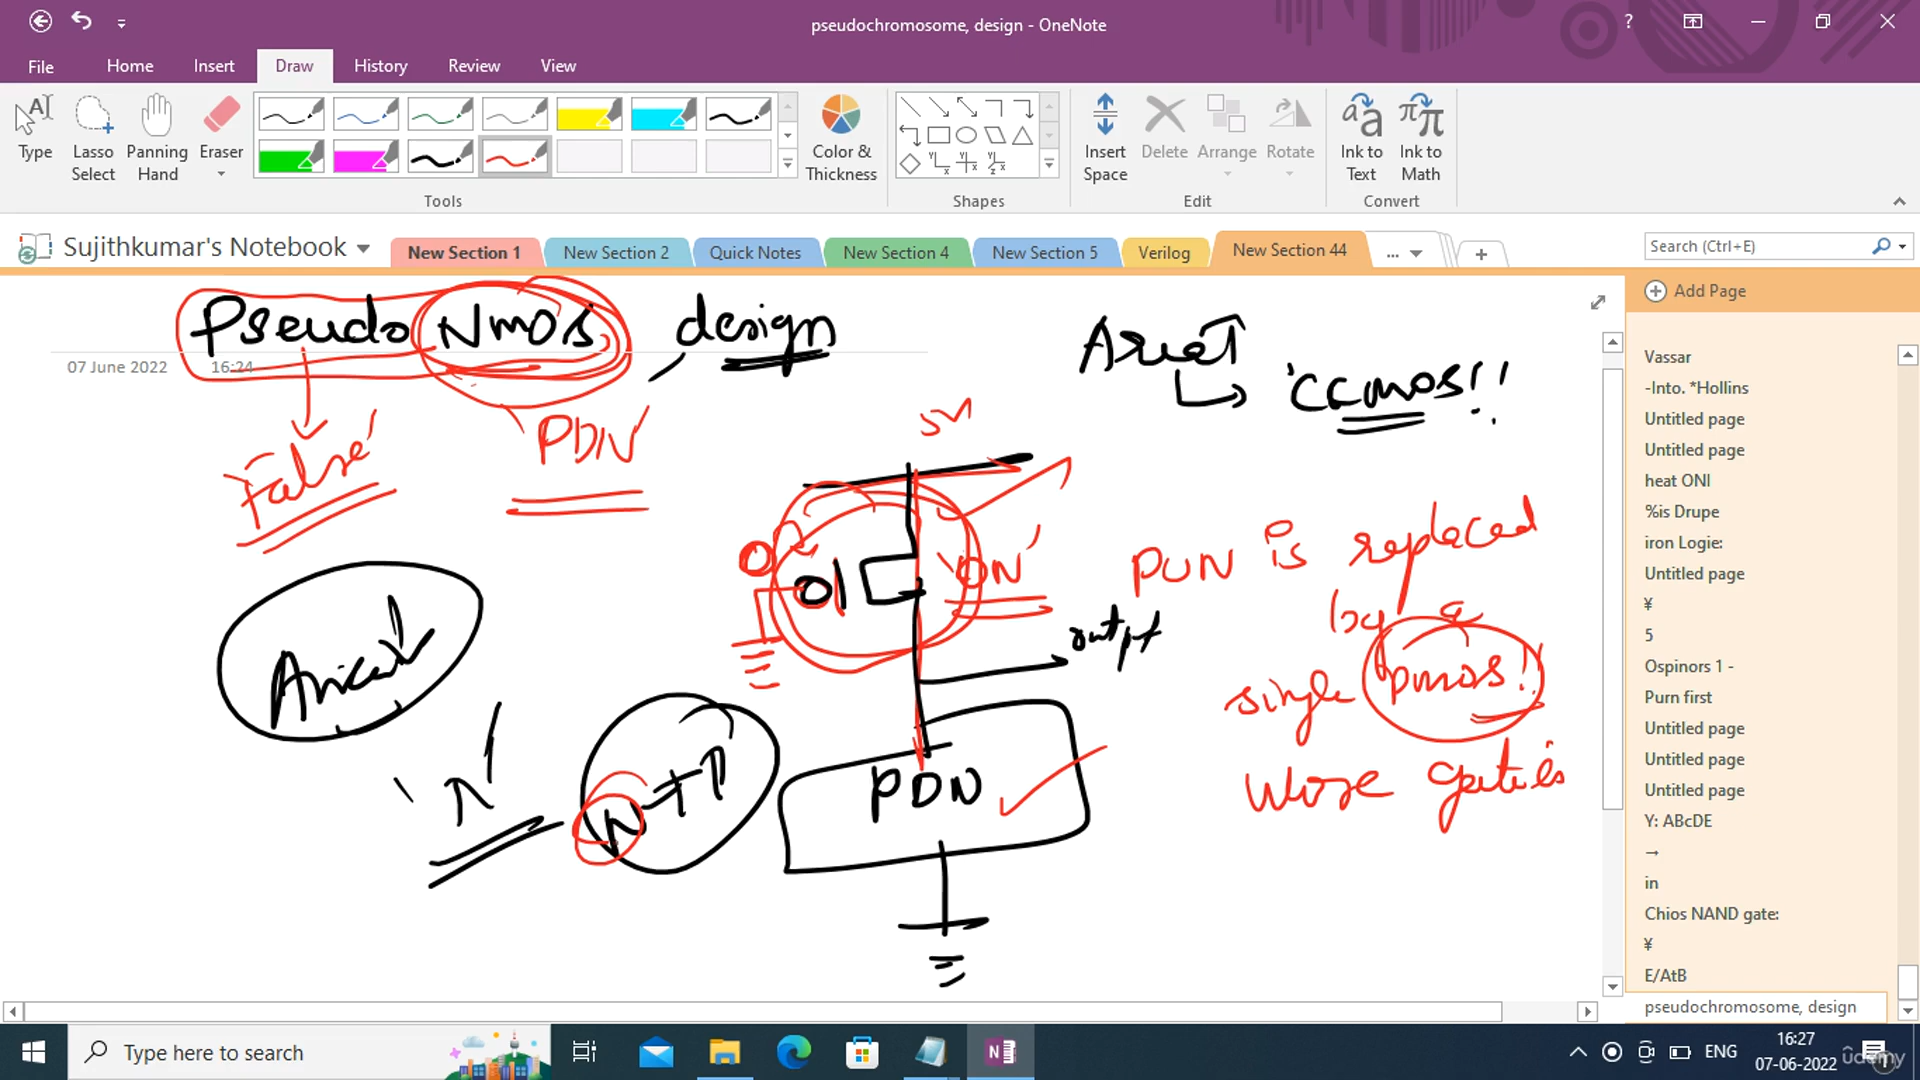 pseudochromosome, design - OneNote
File
Home
Insert
Draw
History
Review
View
Type
Lasso Select
Panning Hand
Eraser
Color & Thickness
Insert Space
Delete
Arrange
Rotate
Ink to Text
Ink to Math
Tools
Shapes
Edit
Convert
Sujithkumar's Notebook
New Section 1
New Section 2
Quick Notes
New Section 4
New Section 5
Verilog
New Section 44
...
Search (Ctrl+E)
Add Page
Pseudo Nmos, design
07 June 2022
16:24
'False'
'PDN'
'CCMOS!!
5V
0
'ON'
output
PDN
'N'
N+1
PUN is replaced
by a
single pmos!!
whose gate is
Vassar
-Into. *Hollins
Untitled page
Untitled page
heat ONI
%is Drupe
iron Logie:
Untitled page
¥
5
Ospinors 1 -
Purn first
Untitled page
Untitled page
Untitled page
Y: ABcDE
→
in
Chios NAND gate:
¥
E/AtB
pseudochromosome, design
Type here to search
ENG
16:27
07-06-2022
udemy